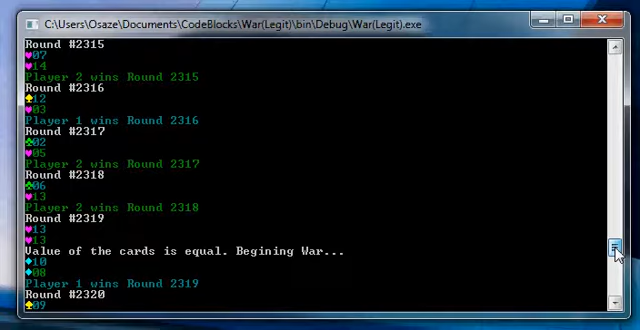 C:\Users\Osaze\Documents\CodeBlocks\War(Legit)\bin\Debug\War(Legit).exe
Round #2315
♥07
♥14
Player 2 wins Round 2315
Round #2316
♠12
♥03
Player 1 wins Round 2316
Round #2317
♣02
♥05
Player 2 wins Round 2317
Round #2318
♣06
♥13
Player 2 wins Round 2318
Round #2319
♥13
♥13
Value of the cards is equal. Begining War...
♦10
♦08
Player 1 wins Round 2319
Round #2320
♠09